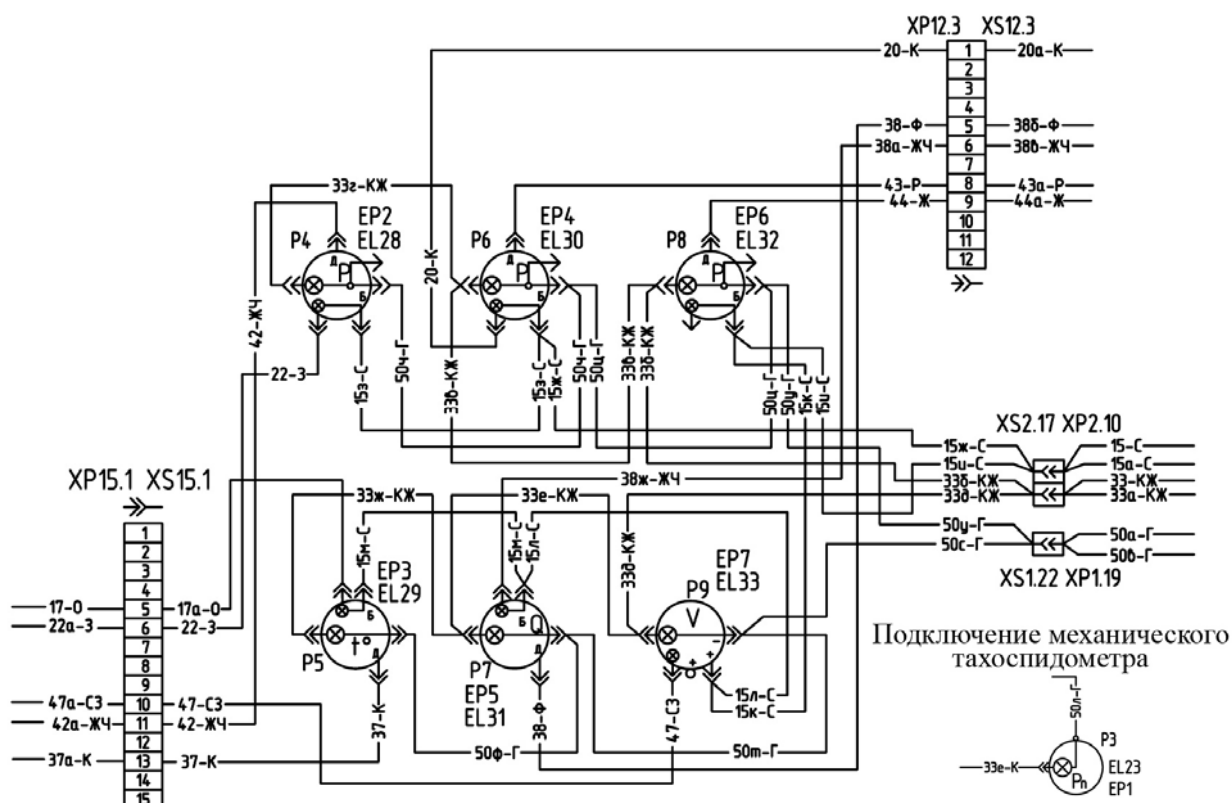 XP12.3 XS12.3
20-К 1 20а-К
2
3
4
38-Ф 5 38б-Ф
38а-ЖЧ 6 38в-ЖЧ
7
43-Р 8 43а-Р
44-Ж 9 44а-Ж
10
11
12
33г-КЖ
P4
EP2
EL28
Д
P
Б
P6
EP4
EL30
Д
P
Б
P8
EP6
EL32
Д
P
Б
42-ЖЧ
22-З
15з-С
50ч-Г
20-К
33в-КЖ
15з-С
15ж-С
50ц-Г
33в-КЖ
33б-КЖ
50ц-Г
50у-Г
15к-С
15и-С
XS2.17 XP2.10
15ж-С 15-С
15и-С 15а-С
33б-КЖ 33-КЖ
33д-КЖ 33а-КЖ
50у-Г 50а-Г
50с-Г 50в-Г
XS1.22 XP1.19
XP15.1 XS15.1
1
2
3
4
17-О 5 17а-О
22а-З 6 22-З
7
8
9
47а-СЗ 10 47-СЗ
42а-ЖЧ 11 42-ЖЧ
12
37а-К 13 37-К
14
15
33ж-КЖ
38ж-ЖЧ
33е-КЖ
15м-С
15м-С
15л-С
33д-КЖ
EP3
EL29
P5
Б
t°
Д
P7
EP5
EL31
Б
Q
Д
P9
EP7
EL33
V
-
+
+
37-К
50ф-Г
38-Ф
47-СЗ
15л-С
15к-С
50т-Г
Подключение механического
тахоспидометра
50л-Г
33е-К
P3
EL23
EP1
Pп